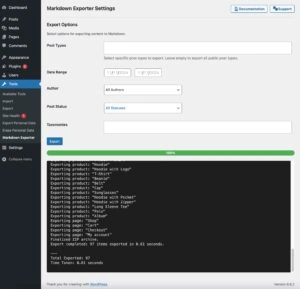 Dashboard
Posts
Media
Pages
Comments
Appearance
Plugins
Users
Tools
Available Tools
Import
Export
Site Health
Export Personal Data
Erase Personal Data
Markdown Exporter
Settings
Collapse menu
Markdown Exporter Settings
Documentation
Support
Export Options
Select options for exporting content to Markdown.
Post Types
Select specific post types to export. Leave empty to export all public post types.
Date Range
Author
All Authors
Post Status
All Statuses
Taxonomies
Export
100%
Exporting product: "Hoodie"
Exporting product: "Hoodie with Logo"
Exporting product: "T-Shirt"
Exporting product: "Beanie"
Exporting product: "Belt"
Exporting product: "Cap"
Exporting product: "Sunglasses"
Exporting product: "Hoodie with Pocket"
Exporting product: "Hoodie with Zipper"
Exporting product: "Long Sleeve Tee"
Exporting product: "Polo"
Exporting product: "Album"
Exporting page: "Shop"
Exporting page: "Cart"
Exporting page: "Checkout"
Exporting page: "My account"
Finalized ZIP archive.
Export completed: 97 items exported in 0.61 seconds.
Total Exported: 97
Time Taken: 0.61 seconds
Thank you for creating with WordPress.